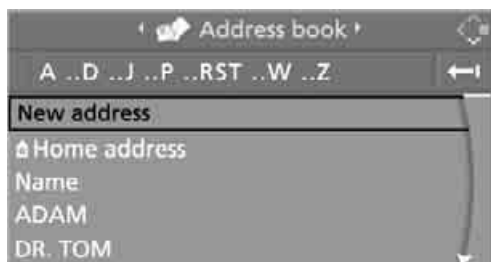 Address book
A ..D ..J ..P ..RST ..W ..Z
New address
Home address
Name
ADAM
DR. TOM